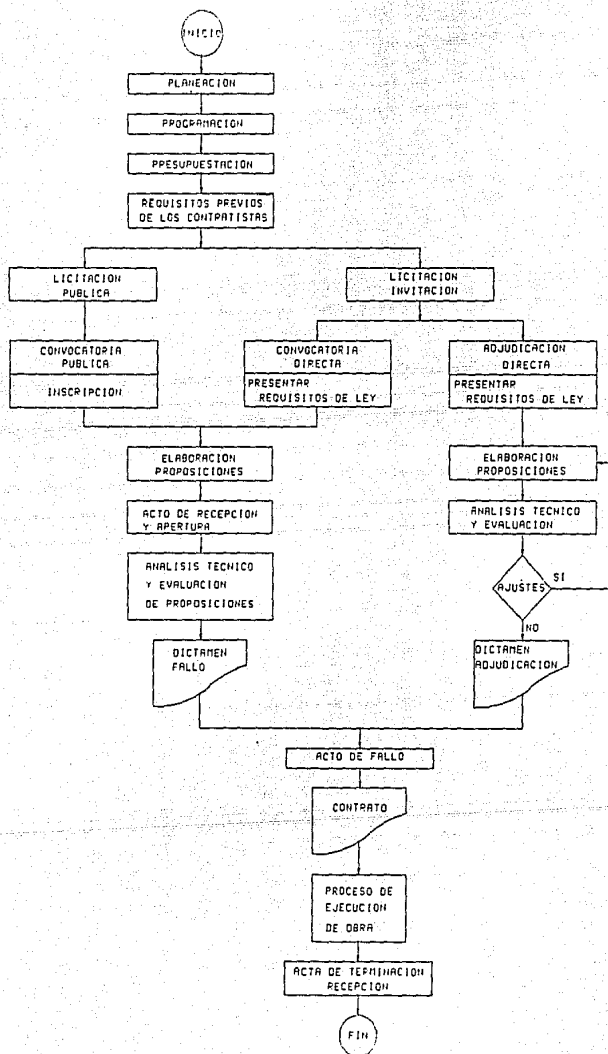 INICIO
PLANEACION
PROGRAMACION
PRESUPUESTACION
REQUISITOS PREVIOS
DE LOS CONTRATISTAS
LICITACION
PUBLICA
LICITACION
INVITACION
CONVOCATORIA
PUBLICA
INSCRIPCION
CONVOCATORIA
DIRECTA
PRESENTAR
REQUISITOS DE LEY
ADJUDICACION
DIRECTA
PRESENTAR
REQUISITOS DE LEY
ELABORACION
PROPOSICIONES
ELABORACION
PROPOSICIONES
ACTO DE RECEPCION
Y APERTURA
ANALISIS TECNICO
Y EVALUACION
ANALISIS TECNICO
Y EVALUACION
DE PROPOSICIONES
AJUSTES
SI
NO
DICTAMEN
FALLO
DICTAMEN
ADJUDICACION
ACTO DE FALLO
CONTRATO
PROCESO DE
EJECUCION
DE OBRA
ACTA DE TERMINACION
RECEPCION
FIN